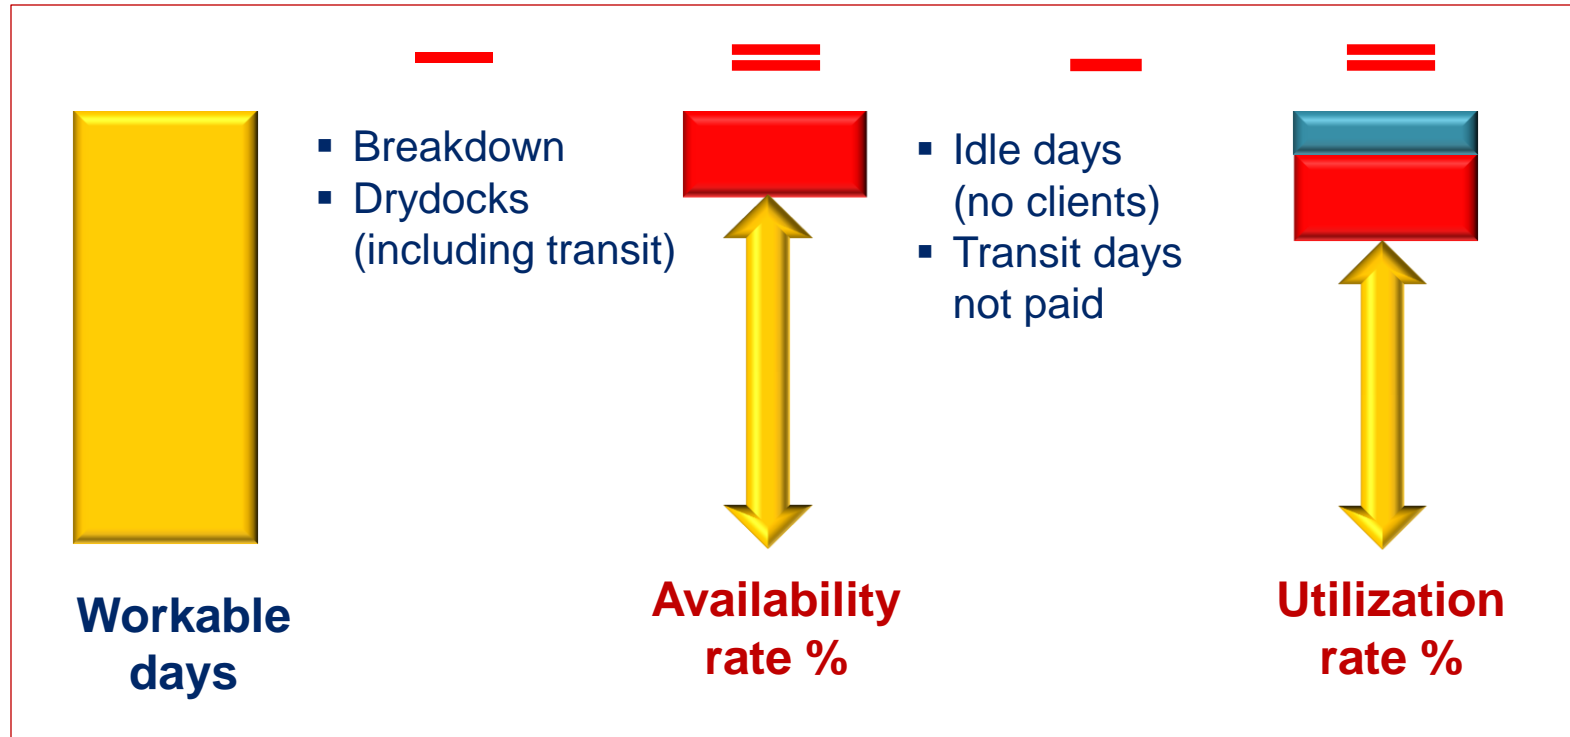 ▪ Breakdown
▪ Drydocks
(including transit)
▪ Idle days
(no clients)
▪ Transit days
not paid
Workable
days
Availability
rate %
Utilization
rate %